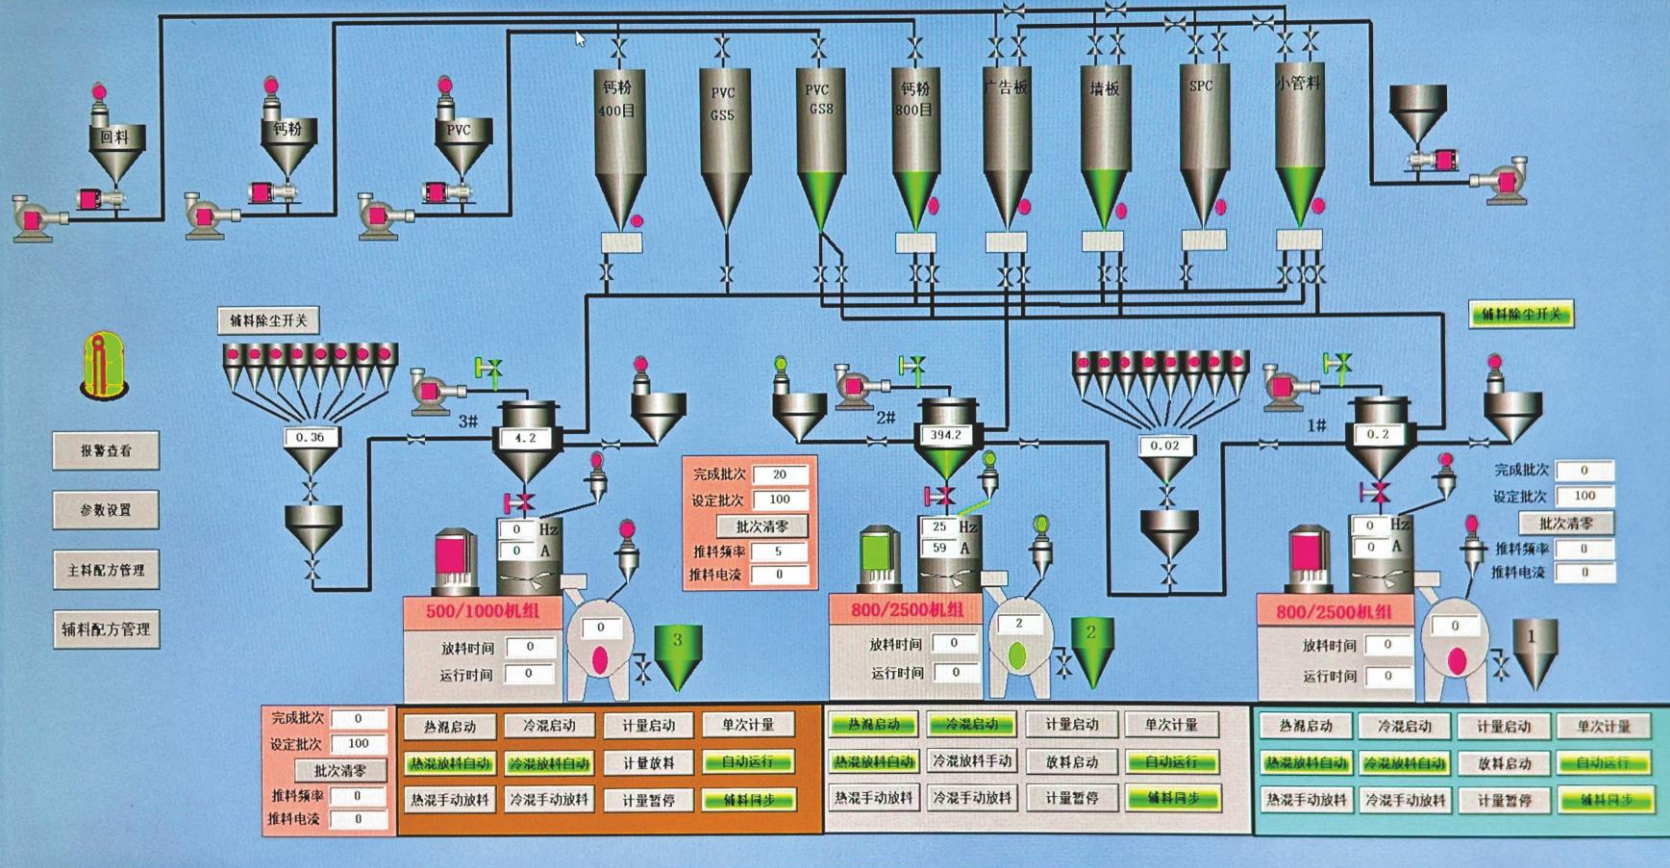 回料
钙粉
PVC
钙粉
400目
PVC
GS5
PVC
GS8
钙粉
800目
广告板
墙板
SPC
小管料
辅料除尘开关
辅料除尘开关
报警查看
参数设置
主料配方管理
辅料配方管理
0.36
3#
4.2
2#
394.2
0.02
1#
0.2
完成批次 20
设定批次 100
批次清零
推料频率 5
推料电流 0
完成批次 0
设定批次 100
批次清零
推料频率 0
推料电流 0
0 Hz
0 A
25 Hz
59 A
0 Hz
0 A
500/1000机组
放料时间 0
运行时间 0
0
3
800/2500机组
放料时间 0
运行时间 0
2
2
800/2500机组
放料时间 0
运行时间 0
0
1
完成批次 0
设定批次 100
批次清零
推料频率 0
推料电流 0
热混启动 冷混启动 计量启动 单次计量
热混放料自动 冷混放料自动 计量放料 自动运行
热混手动放料 冷混手动放料 计量暂停 辅料同步
热混启动 冷混启动 计量启动 单次计量
热混放料自动 冷混放料手动 放料启动 自动运行
热混手动放料 冷混手动放料 计量暂停 辅料同步
热混启动 冷混启动 计量启动 单次计量
热混放料自动 冷混放料自动 放料启动 自动运行
热混手动放料 冷混手动放料 计量暂停 辅料同步